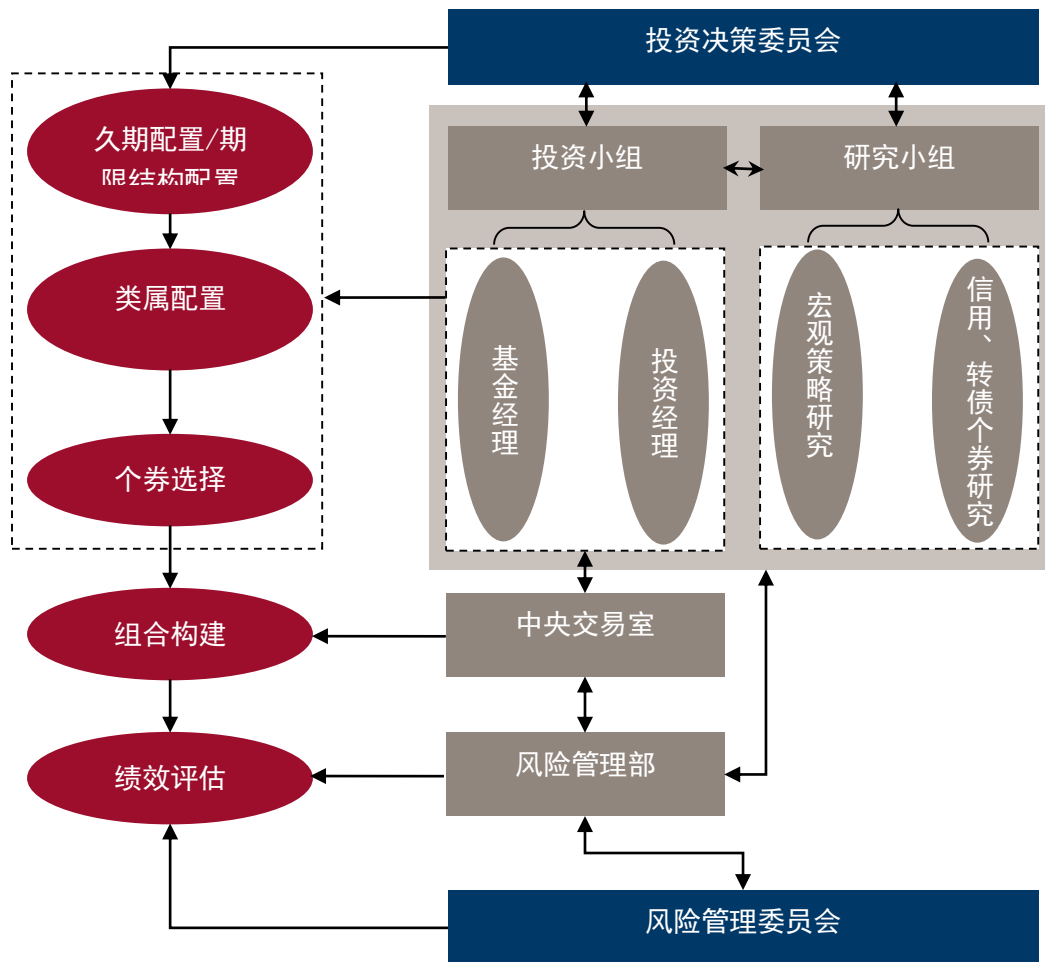 投资决策委员会
久期配置/期
限结构配置
投资小组
研究小组
类属配置
基金经理
投资经理
宏观策略研究
信用、转债个券研究
个券选择
组合构建
中央交易室
绩效评估
风险管理部
风险管理委员会